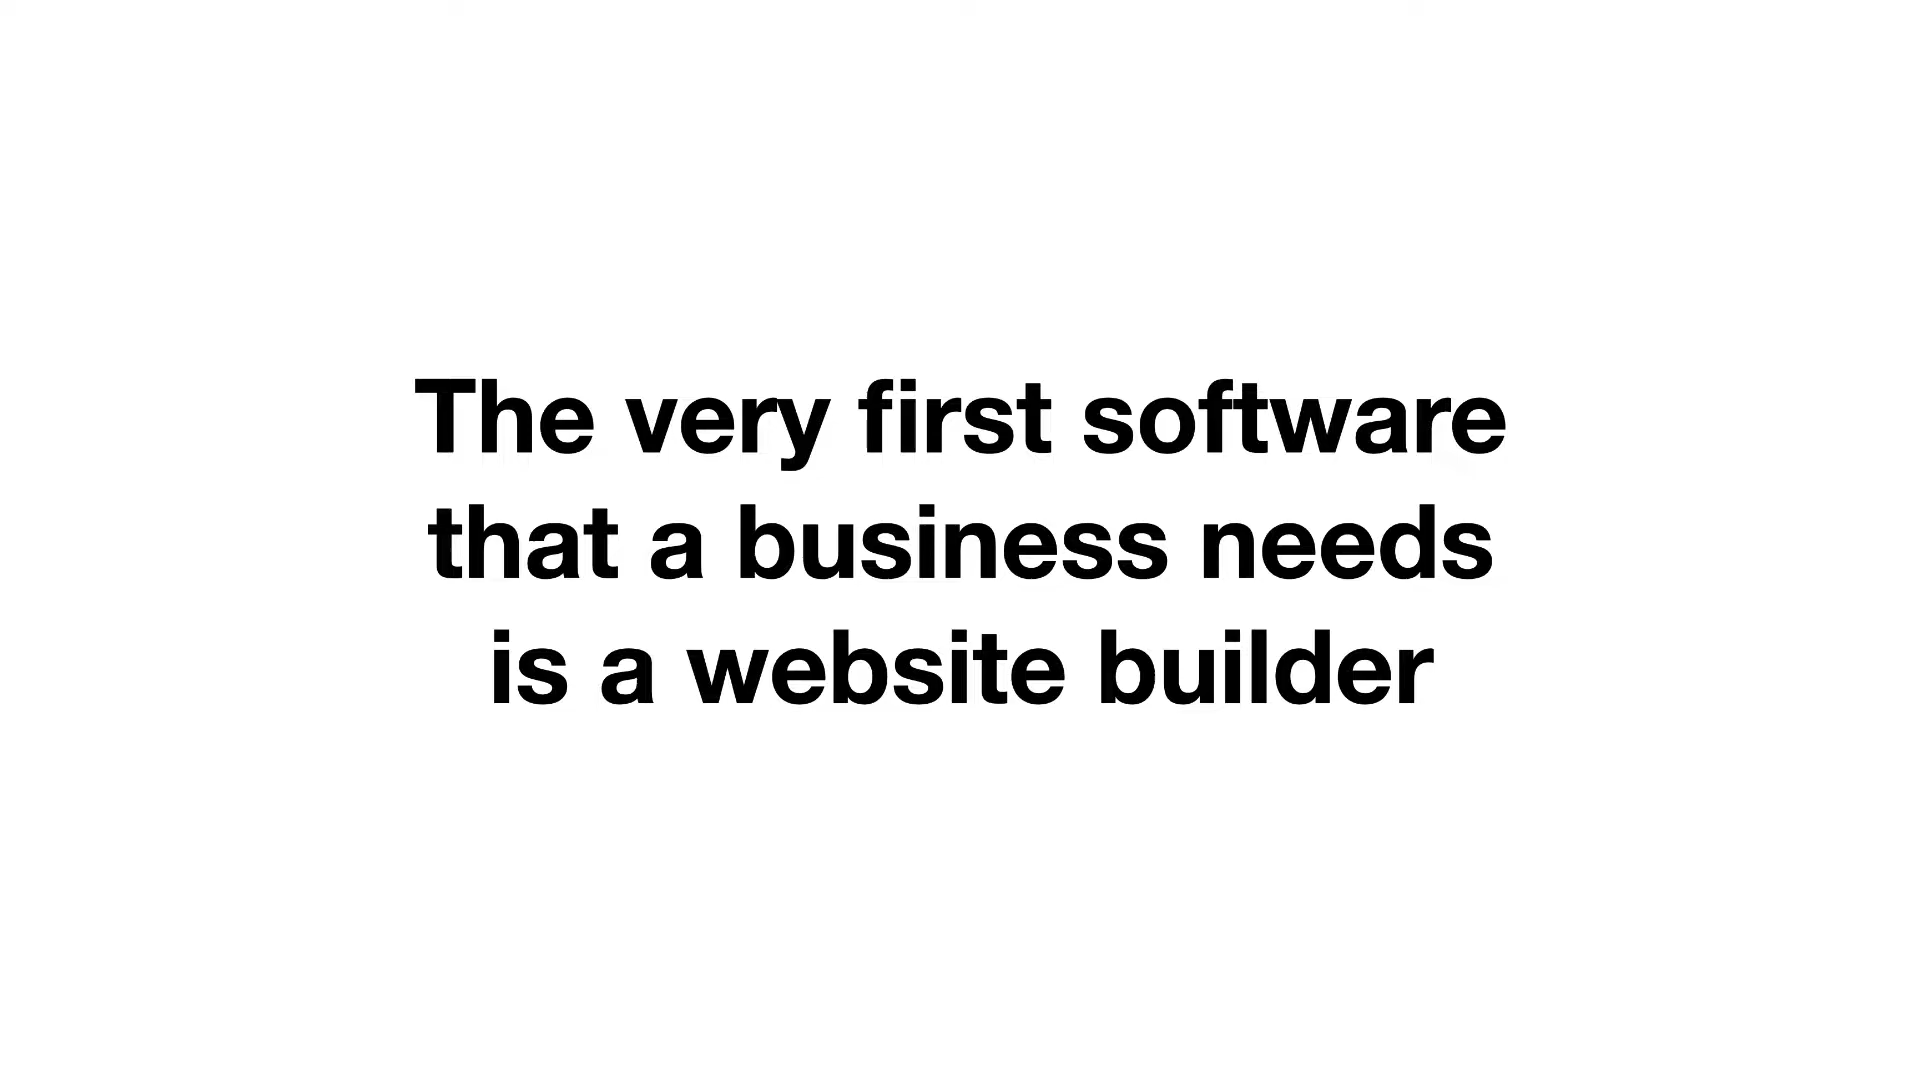 The very first software
that a business needs
is a website builder